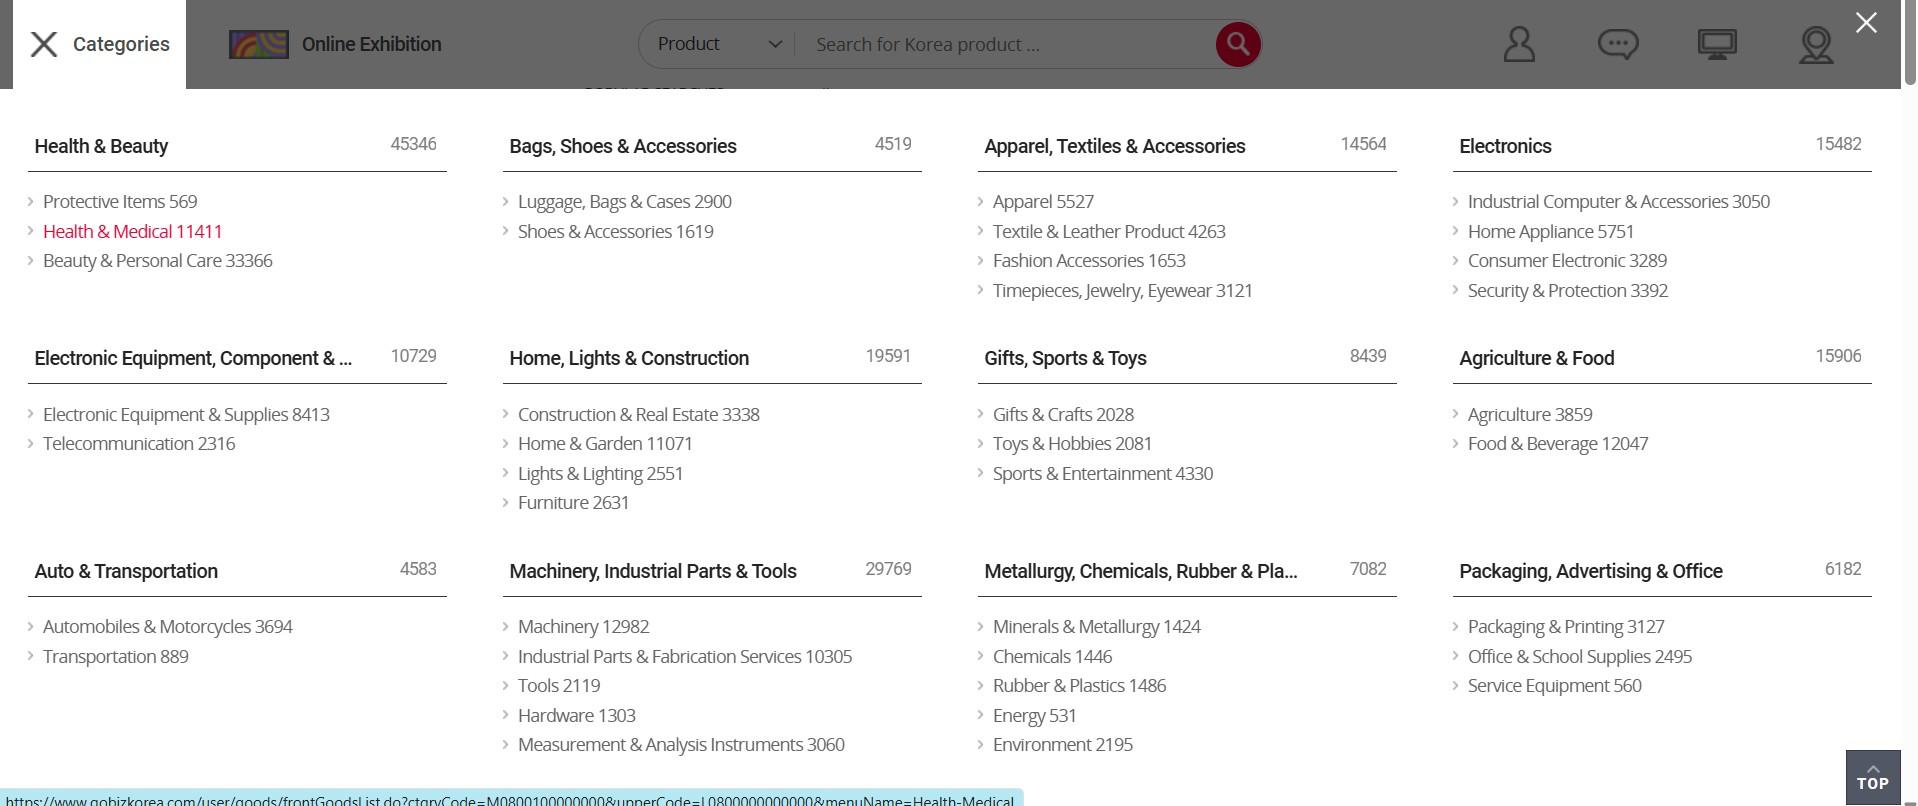 Categories
Online Exhibition
Product
Search for Korea product ...
Health & Beauty 45346
Protective Items 569
Health & Medical 11411
Beauty & Personal Care 33366
Bags, Shoes & Accessories 4519
Luggage, Bags & Cases 2900
Shoes & Accessories 1619
Apparel, Textiles & Accessories 14564
Apparel 5527
Textile & Leather Product 4263
Fashion Accessories 1653
Timepieces, Jewelry, Eyewear 3121
Electronics 15482
Industrial Computer & Accessories 3050
Home Appliance 5751
Consumer Electronic 3289
Security & Protection 3392
Electronic Equipment, Component & ... 10729
Electronic Equipment & Supplies 8413
Telecommunication 2316
Home, Lights & Construction 19591
Construction & Real Estate 3338
Home & Garden 11071
Lights & Lighting 2551
Furniture 2631
Gifts, Sports & Toys 8439
Gifts & Crafts 2028
Toys & Hobbies 2081
Sports & Entertainment 4330
Agriculture & Food 15906
Agriculture 3859
Food & Beverage 12047
Auto & Transportation 4583
Automobiles & Motorcycles 3694
Transportation 889
Machinery, Industrial Parts & Tools 29769
Machinery 12982
Industrial Parts & Fabrication Services 10305
Tools 2119
Hardware 1303
Measurement & Analysis Instruments 3060
Metallurgy, Chemicals, Rubber & Pla... 7082
Minerals & Metallurgy 1424
Chemicals 1446
Rubber & Plastics 1486
Energy 531
Environment 2195
Packaging, Advertising & Office 6182
Packaging & Printing 3127
Office & School Supplies 2495
Service Equipment 560
TOP
https://www.gobizkorea.com/user/goods/frontGoodsList.do?ctgryCode=M0800100000000&upperCode=L0800000000000&menuName=Health-Medical